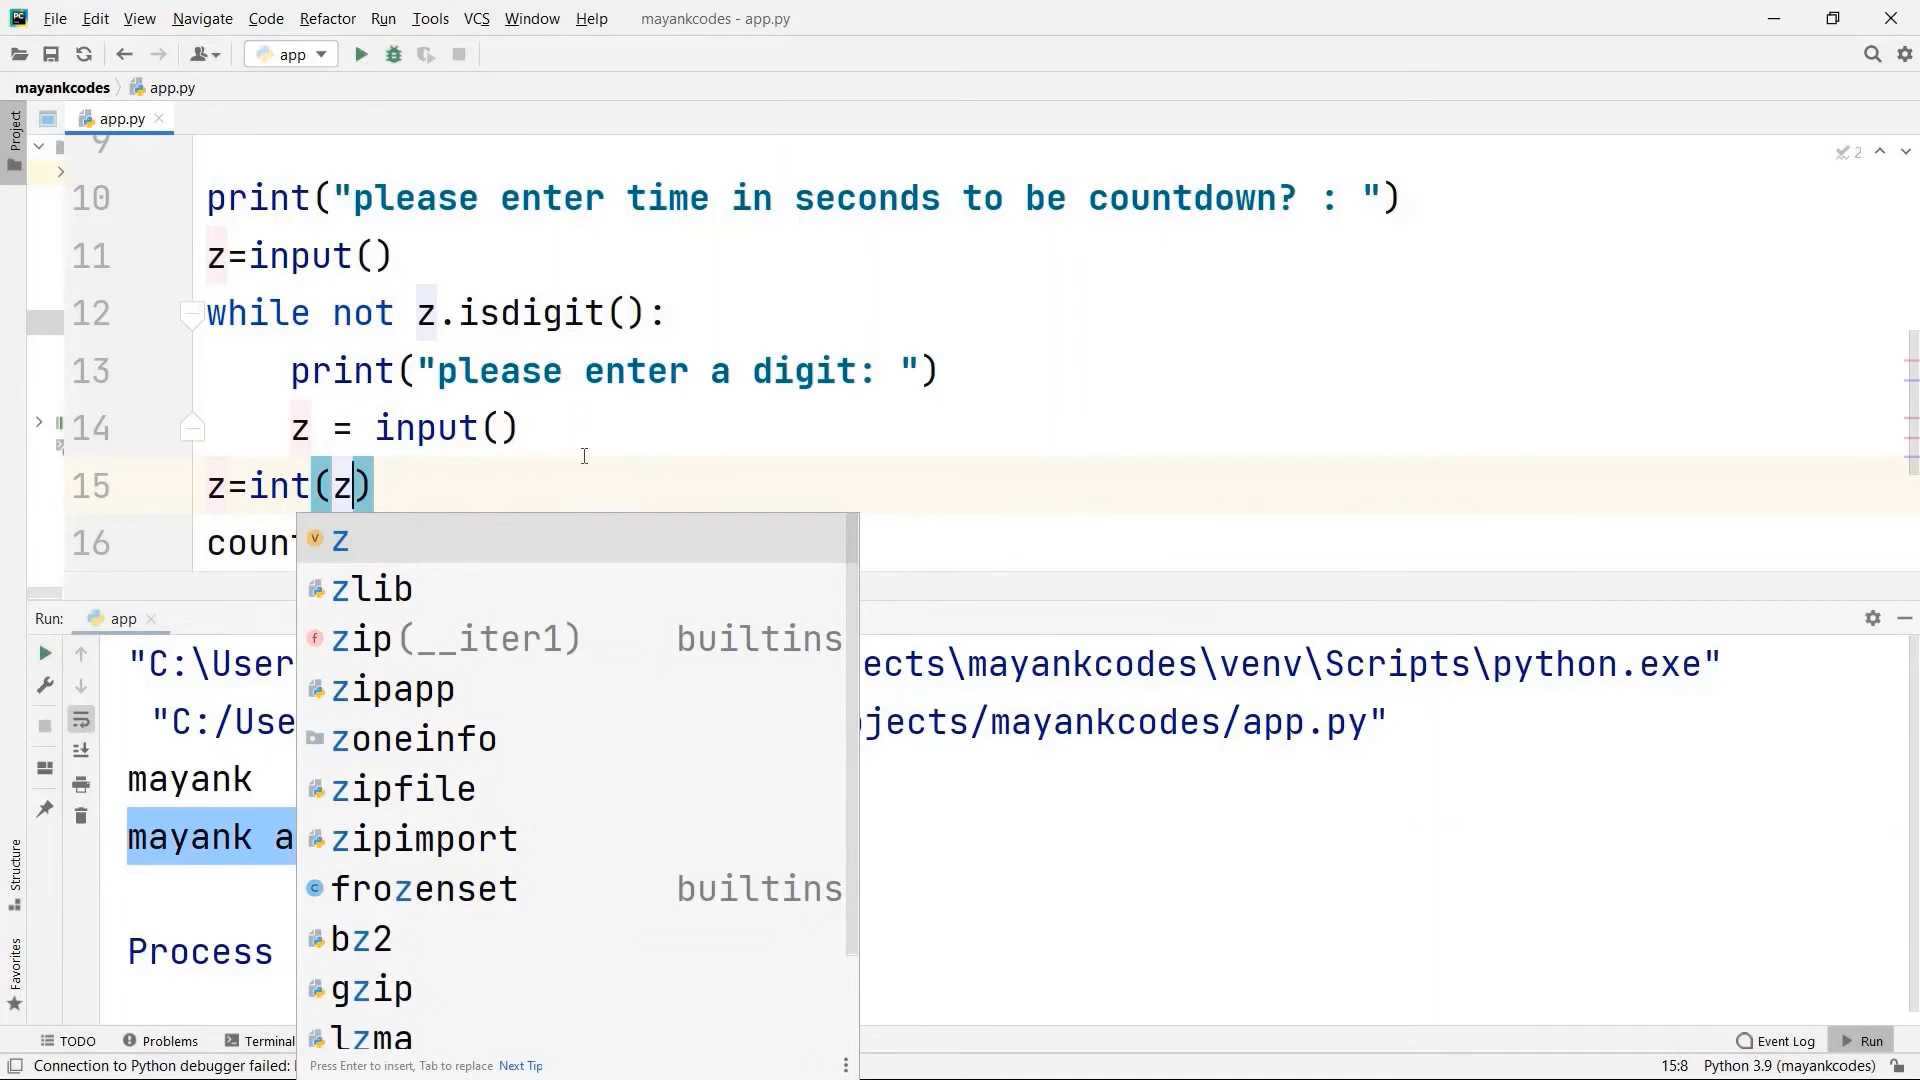 File Edit View Navigate Code Refactor Run Tools VCS Window Help mayankcodes - app.py
app
mayankcodes app.py
app.py
Project
9
2
10 print("please enter time in seconds to be countdown? : ")
11 z=input()
12 while not z.isdigit():
13 print("please enter a digit: ")
14 z = input()
15 z=int(z)
16 coun
z
zlib
zip(__iter1) builtins
zipapp
zoneinfo
zipfile
zipimport
frozenset builtins
bz2
gzip
lzma
Press Enter to insert, Tab to replace Next Tip
Run: app
"C:\User ects\mayankcodes\venv\Scripts\python.exe"
"C:/Use jects/mayankcodes/app.py"
mayank
mayank a
Process
Structure
Favorites
TODO Problems Terminal Event Log Run
Connection to Python debugger failed: 15:8 Python 3.9 (mayankcodes)